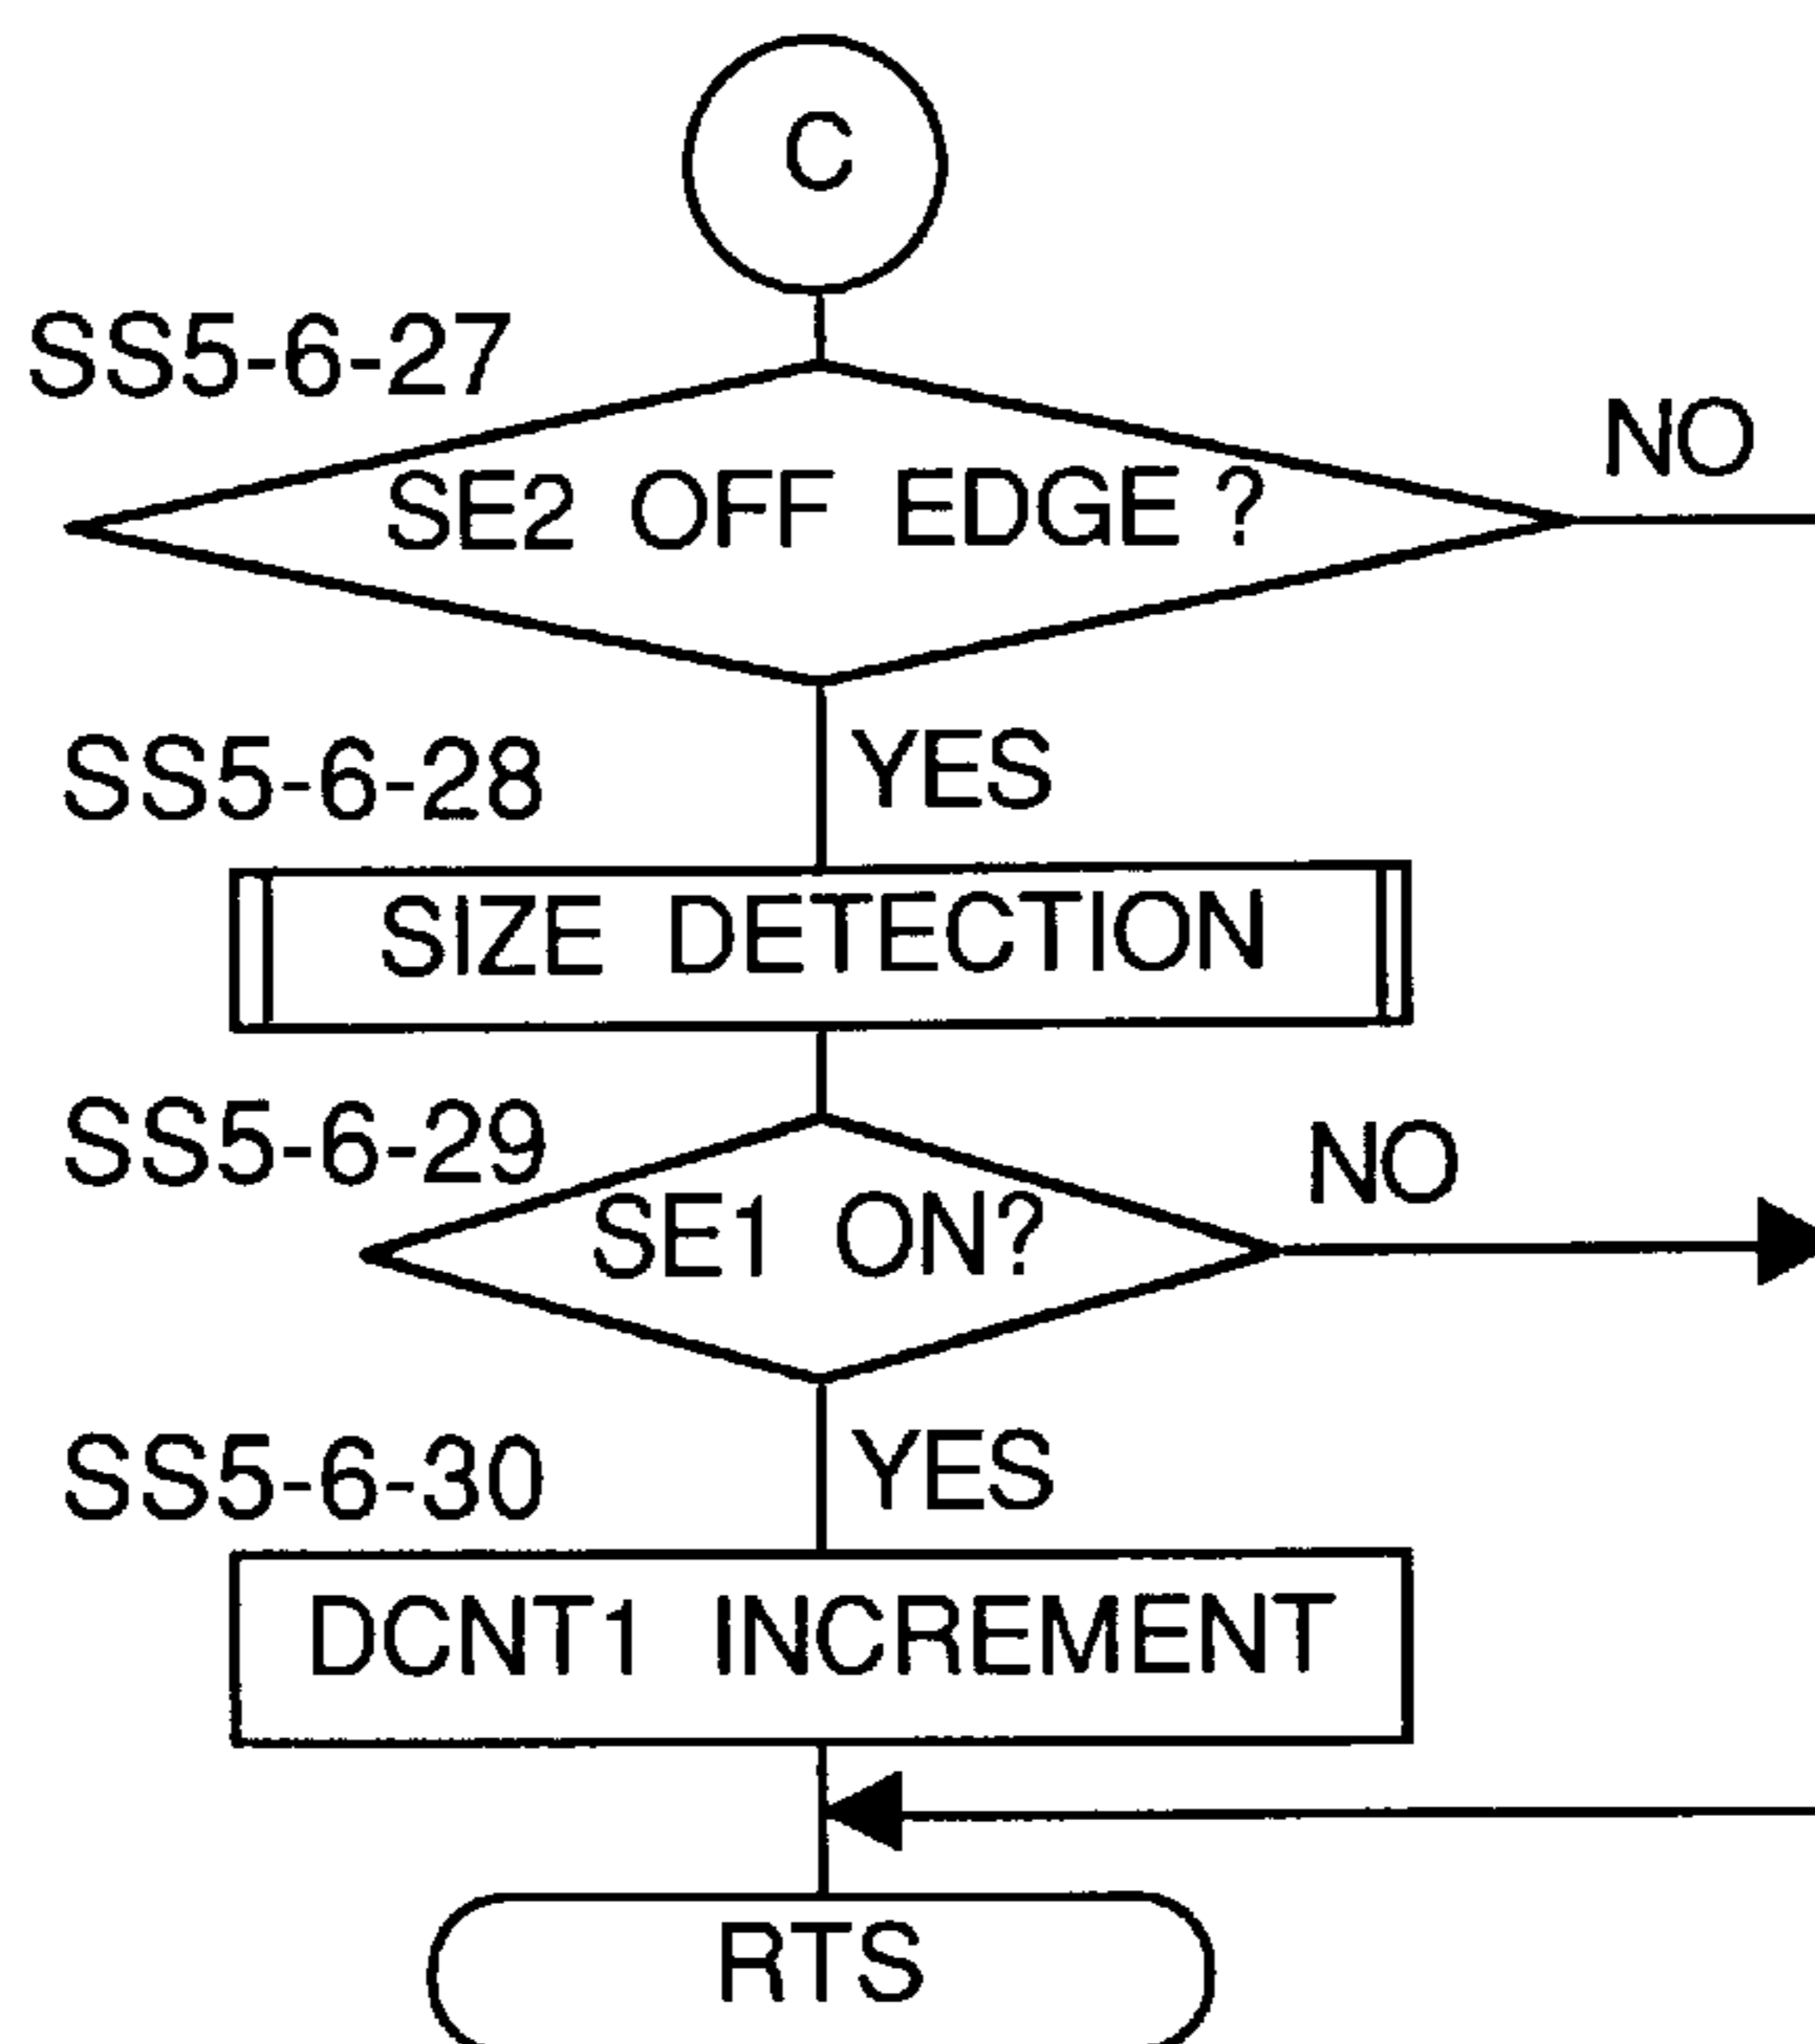 C
SS5-6-27
NO
SE2 OFF EDGE ?
SS5-6-28
YES
SIZE DETECTION
SS5-6-29
NO
SE1 ON?
SS5-6-30
YES
DCNT1 INCREMENT
RTS